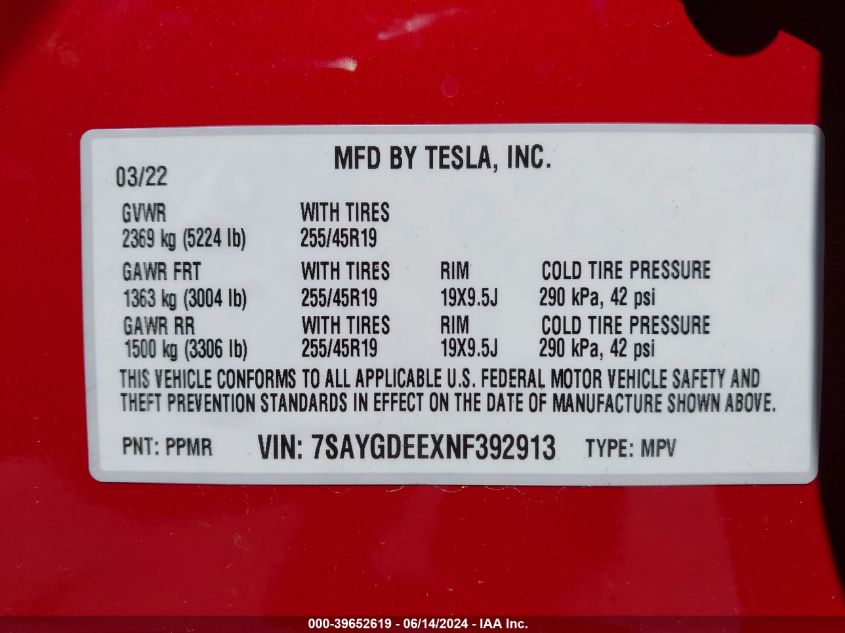 MFD BY TESLA, INC.
03/22
GVWR WITH TIRES
2369 kg (5224 lb) 255/45R19
GAWR FRT WITH TIRES RIM COLD TIRE PRESSURE
1363 kg (3004 lb) 255/45R19 19X9.5J 290 kPa, 42 psi
GAWR RR WITH TIRES RIM COLD TIRE PRESSURE
1500 kg (3306 lb) 255/45R19 19X9.5J 290 kPa, 42 psi
THIS VEHICLE CONFORMS TO ALL APPLICABLE U.S. FEDERAL MOTOR VEHICLE SAFETY AND
THEFT PREVENTION STANDARDS IN EFFECT ON THE DATE OF MANUFACTURE SHOWN ABOVE.
PNT: PPMR VIN: 7SAYGDEEXNF392913 TYPE: MPV
000-39652619 - 06/14/2024 - IAA Inc.